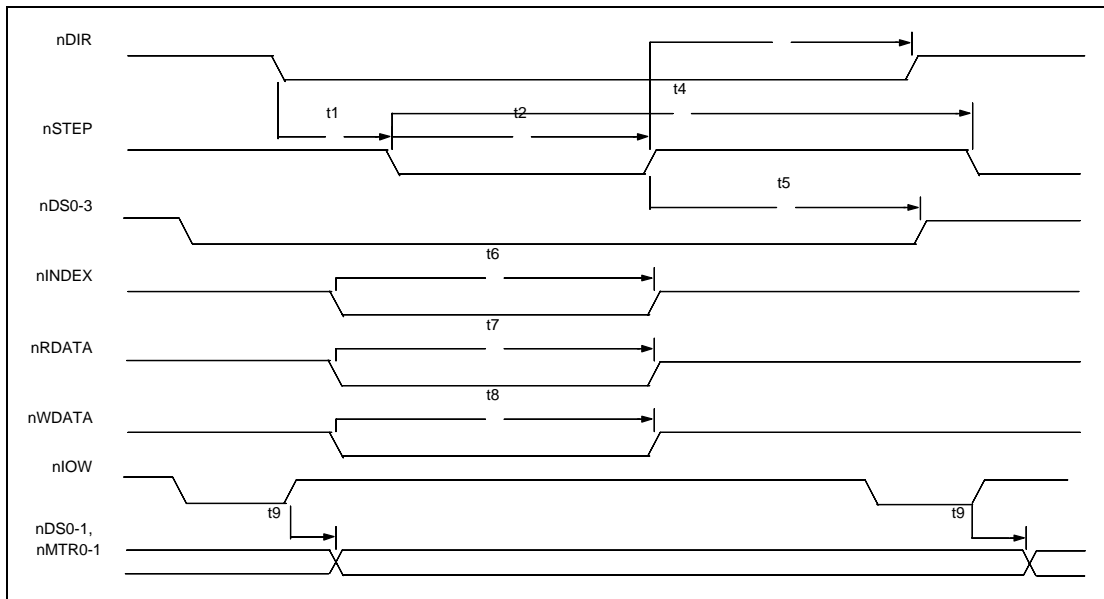 nDIR
t4
t1
t2
nSTEP
t5
nDS0-3
t6
nINDEX
t7
nRDATA
t8
nWDATA
nIOW
t9
t9
nDS0-1,
nMTR0-1